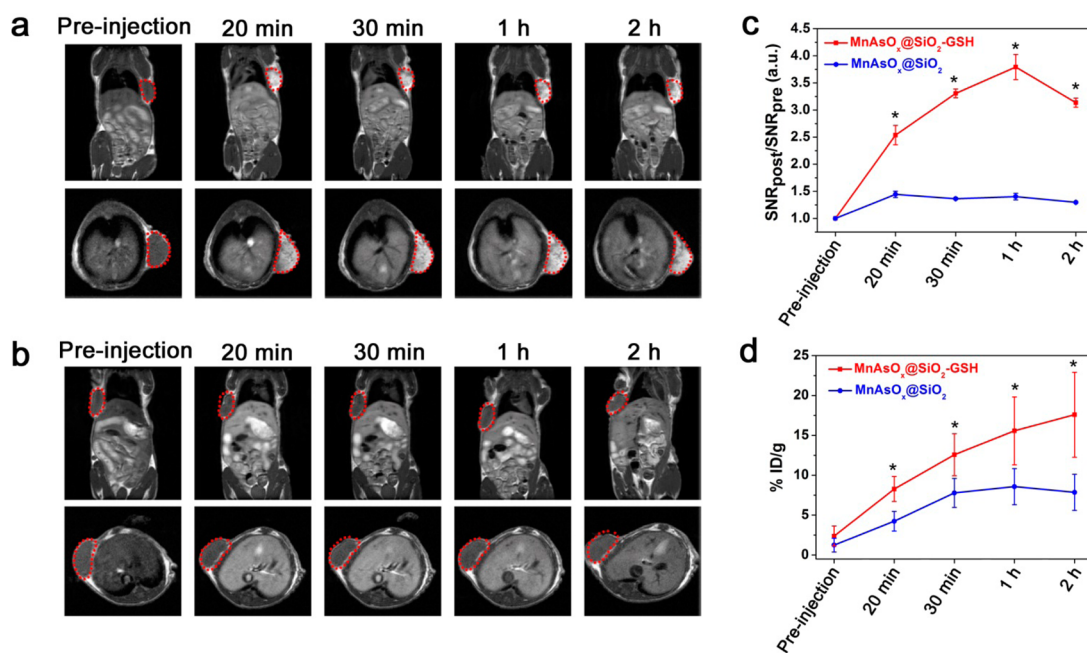 a
Pre-injection 20 min 30 min 1 h 2 h
b
Pre-injection 20 min 30 min 1 h 2 h
c
4.5
4.0
3.5
3.0
2.5
2.0
1.5
1.0
SNRpost/SNRpre (a.u.)
MnAsOx@SiO2-GSH
MnAsOx@SiO2
* * * *
Pre-injection 20 min 30 min 1 h 2 h
d
25
20
15
10
5
0
% ID/g
MnAsOx@SiO2-GSH
MnAsOx@SiO2
* * * *
Pre-injection 20 min 30 min 1 h 2 h